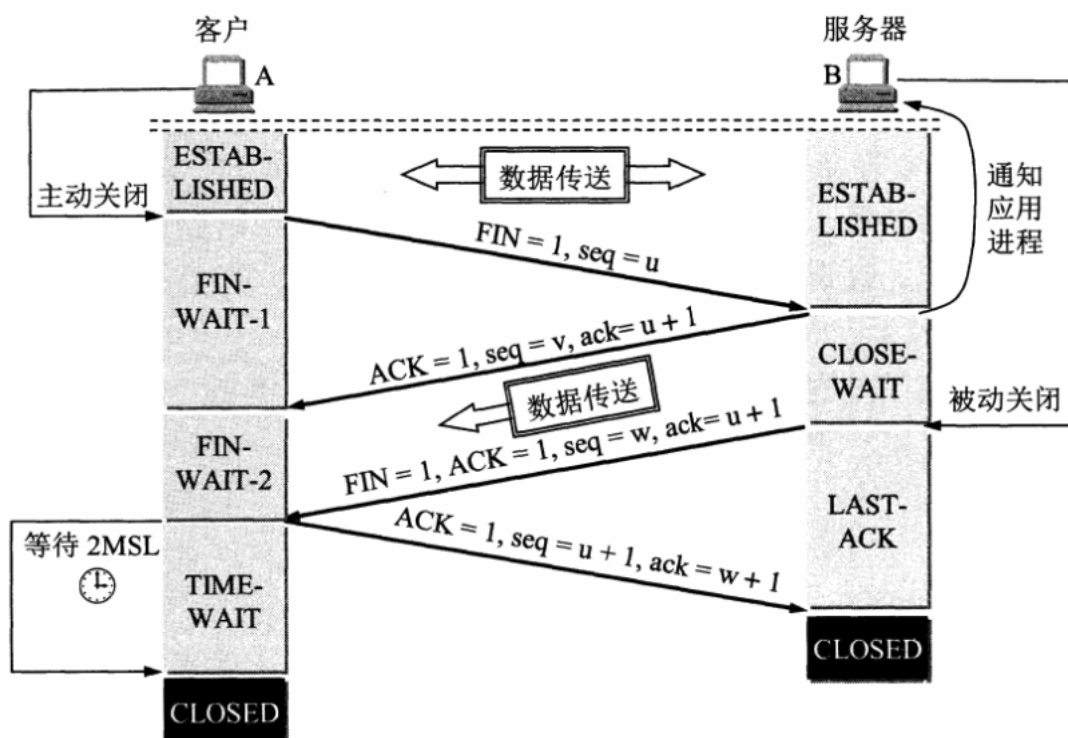 客户
服务器
A
B
ESTAB-
LISHED
数据传送
主动关闭
ESTAB-
LISHED
通知
应用
进程
FIN = 1, seq = u
FIN-
WAIT-1
ACK = 1, seq = v, ack= u + 1
CLOSE-
WAIT
数据传送
被动关闭
FIN-
WAIT-2
FIN = 1, ACK = 1, seq = w, ack= u + 1
LAST-
ACK
ACK = 1, seq = u + 1, ack = w + 1
等待 2MSL
TIME-
WAIT
CLOSED
CLOSED